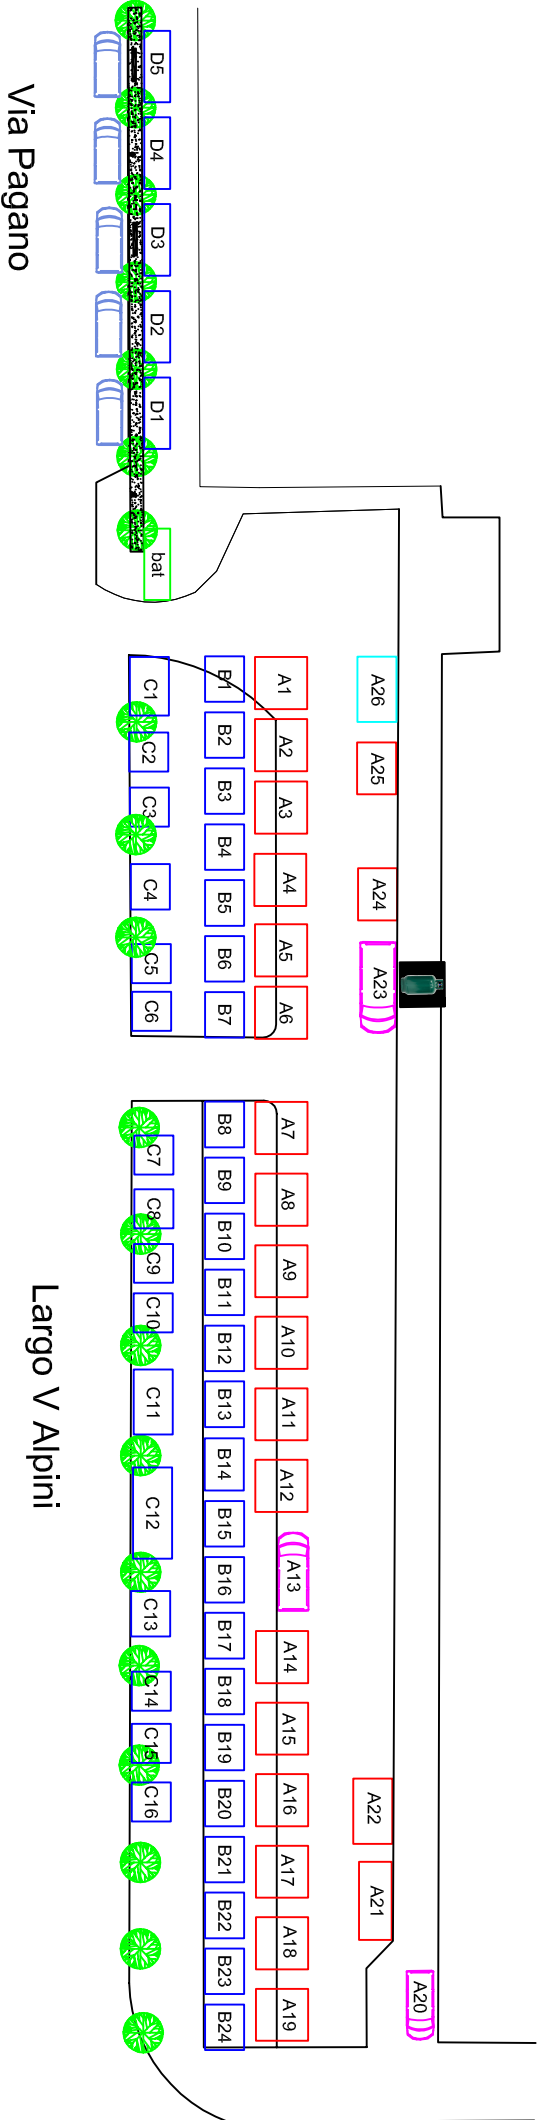 Via Pagano
D5
D4
D3
D2
D1
bat
C1
C2
C3
C4
C5
C6
B1
B2
B3
B4
B5
B6
B7
A1
A2
A3
A4
A5
A6
A26
A25
A24
A23
Largo V Alpini
C7
C8
C9
C10
C11
C12
C13
C14
C15
C16
B8
B9
B10
B11
B12
B13
B14
B15
B16
B17
B18
B19
B20
B21
B22
B23
B24
A7
A8
A9
A10
A11
A12
A13
A14
A15
A16
A17
A18
A19
A22
A21
A20